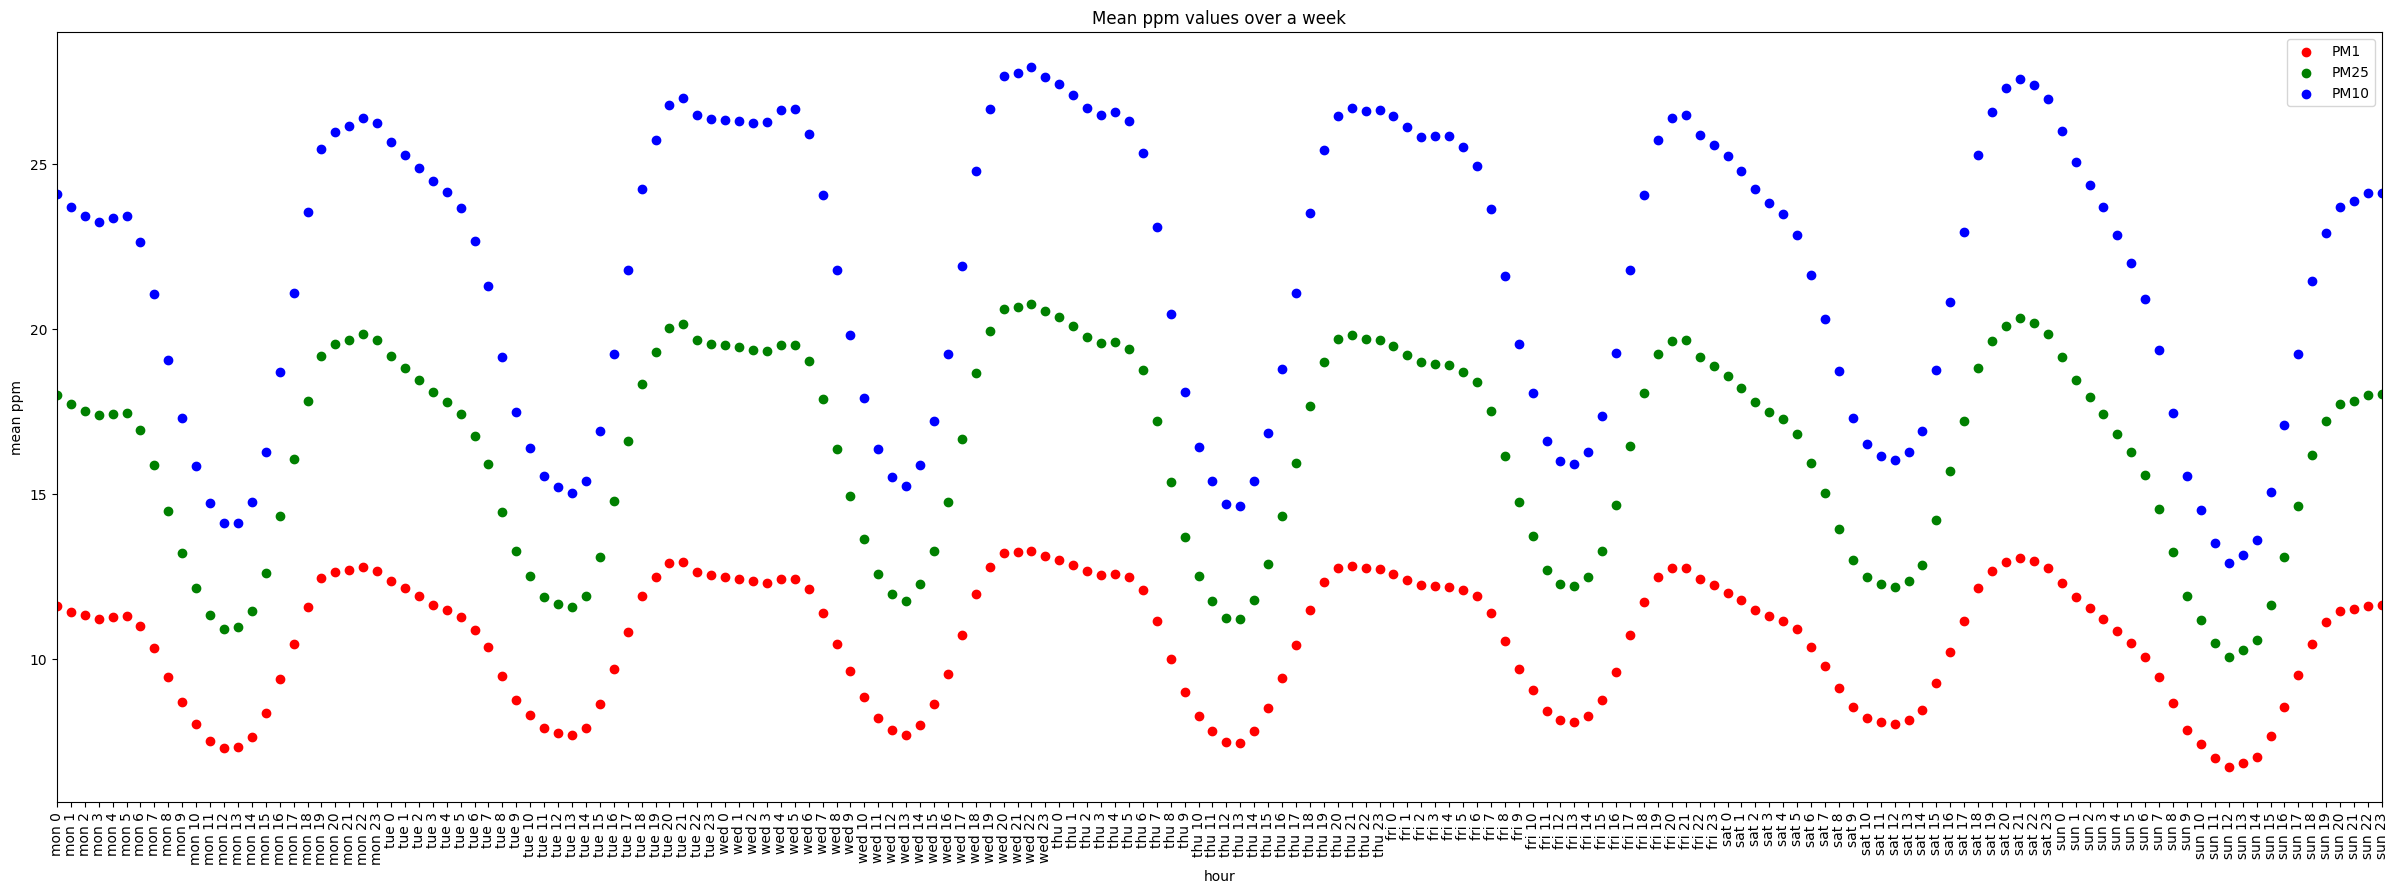 Mean ppm values over a week
PM1
PM25
PM10
mean ppm
25
20
15
10
mon 0
mon 1
mon 2
mon 3
mon 4
mon 5
mon 6
mon 7
mon 8
mon 9
mon 10
mon 11
mon 12
mon 13
mon 14
mon 15
mon 16
mon 17
mon 18
mon 19
mon 20
mon 21
mon 22
mon 23
tue 0
tue 1
tue 2
tue 3
tue 4
tue 5
tue 6
tue 7
tue 8
tue 9
tue 10
tue 11
tue 12
tue 13
tue 14
tue 15
tue 16
tue 17
tue 18
tue 19
tue 20
tue 21
tue 22
tue 23
wed 0
wed 1
wed 2
wed 3
wed 4
wed 5
wed 6
wed 7
wed 8
wed 9
wed 10
wed 11
wed 12
wed 13
wed 14
wed 15
wed 16
wed 17
wed 18
wed 19
wed 20
wed 21
wed 22
wed 23
thu 0
thu 1
thu 2
thu 3
thu 4
thu 5
thu 6
thu 7
thu 8
thu 9
thu 10
thu 11
thu 12
thu 13
thu 14
thu 15
thu 16
thu 17
thu 18
thu 19
thu 20
thu 21
thu 22
thu 23
fri 0
fri 1
fri 2
fri 3
fri 4
fri 5
fri 6
fri 7
fri 8
fri 9
fri 10
fri 11
fri 12
fri 13
fri 14
fri 15
fri 16
fri 17
fri 18
fri 19
fri 20
fri 21
fri 22
fri 23
sat 0
sat 1
sat 2
sat 3
sat 4
sat 5
sat 6
sat 7
sat 8
sat 9
sat 10
sat 11
sat 12
sat 13
sat 14
sat 15
sat 16
sat 17
sat 18
sat 19
sat 20
sat 21
sat 22
sat 23
sun 0
sun 1
sun 2
sun 3
sun 4
sun 5
sun 6
sun 7
sun 8
sun 9
sun 10
sun 11
sun 12
sun 13
sun 14
sun 15
sun 16
sun 17
sun 18
sun 19
sun 20
sun 21
sun 22
sun 23
hour